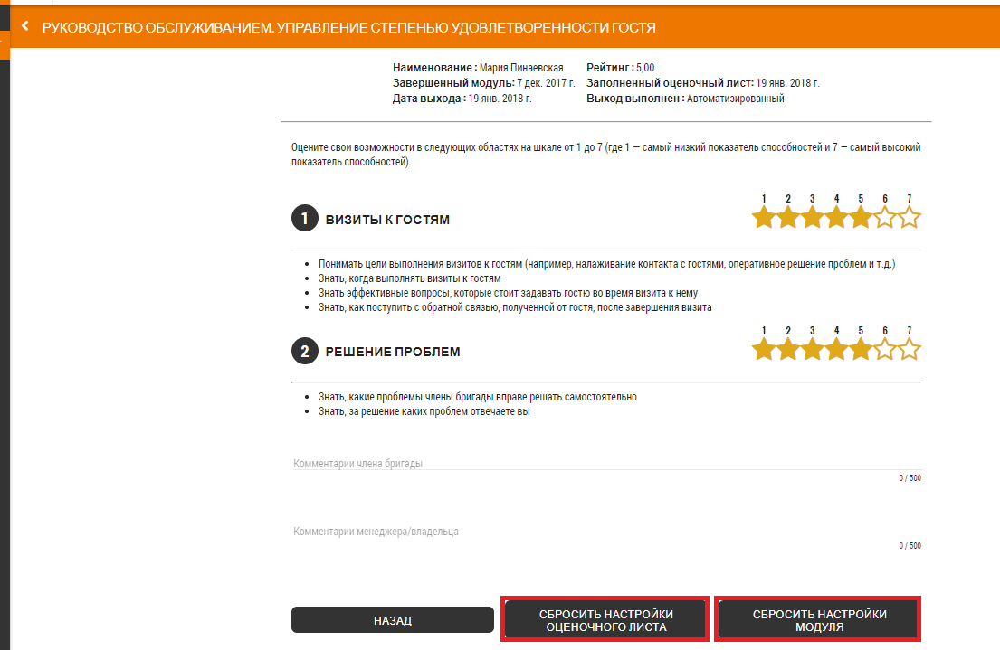 РУКОВОДСТВО ОБСЛУЖИВАНИЕМ. УПРАВЛЕНИЕ СТЕПЕНЬЮ УДОВЛЕТВОРЕННОСТИ ГОСТЯ
Наименование : Мария Пинаевская Рейтинг : 5,00
Завершенный модуль: 7 дек. 2017 г. Заполненный оценочный лист: 19 янв. 2018 г.
Дата выхода : 19 янв. 2018 г. Выход выполнен : Автоматизированный
Оцените свои возможности в следующих областях на шкале от 1 до 7 (где 1 — самый низкий показатель способностей и 7 — самый высокий
показатель способностей).
1 2 3 4 5 6 7
1 ВИЗИТЫ К ГОСТЯМ
• Понимать цели выполнения визитов к гостям (например, налаживание контакта с гостями, оперативное решение проблем и т.д.)
• Знать, когда выполнять визиты к гостям
• Знать эффективные вопросы, которые стоит задавать гостю во время визита к нему
• Знать, как поступить с обратной связью, полученной от гостя, после завершения визита
1 2 3 4 5 6 7
2 РЕШЕНИЕ ПРОБЛЕМ
• Знать, какие проблемы члены бригады вправе решать самостоятельно
• Знать, за решение каких проблем отвечаете вы
Комментарии члена бригады
0 / 500
Комментарии менеджера/владельца
0 / 500
НАЗАД
СБРОСИТЬ НАСТРОЙКИ
ОЦЕНОЧНОГО ЛИСТА
СБРОСИТЬ НАСТРОЙКИ
МОДУЛЯ